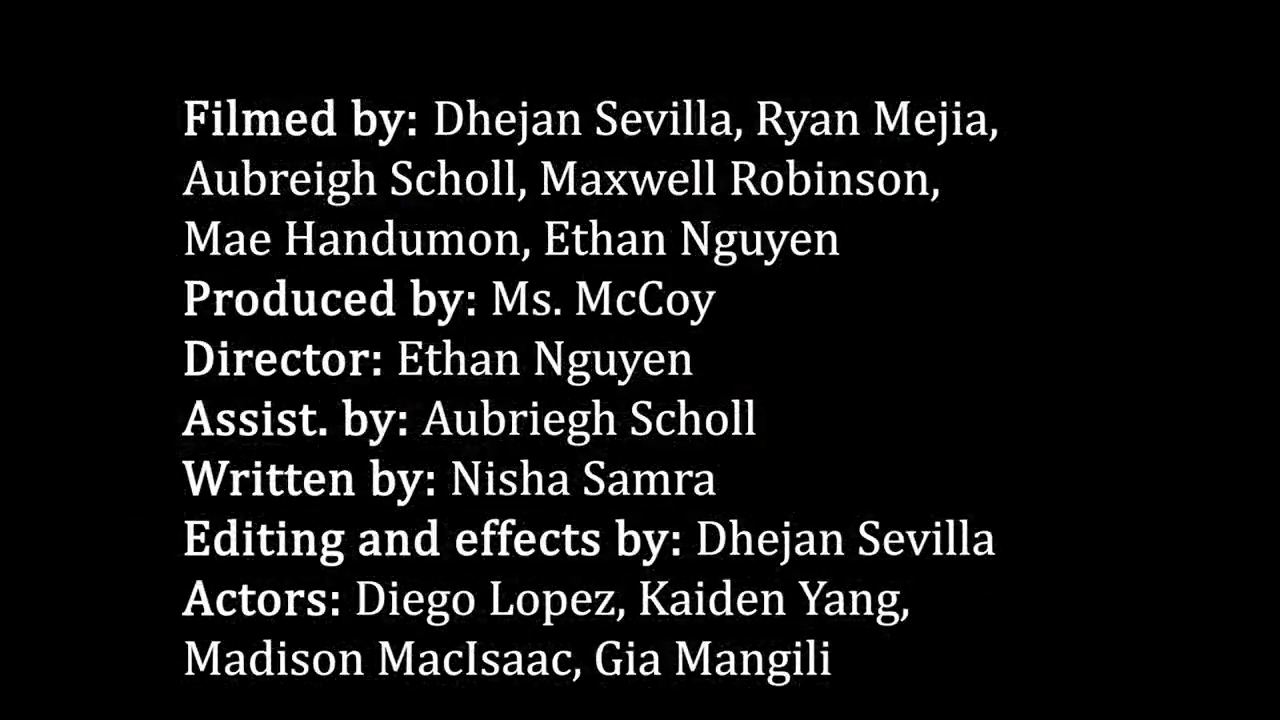 Filmed by: Dhejan Sevilla, Ryan Mejia,
Aubreigh Scholl, Maxwell Robinson,
Mae Handumon, Ethan Nguyen
Produced by: Ms. McCoy
Director: Ethan Nguyen
Assist. by: Aubriegh Scholl
Written by: Nisha Samra
Editing and effects by: Dhejan Sevilla
Actors: Diego Lopez, Kaiden Yang,
Madison MacIsaac, Gia Mangili